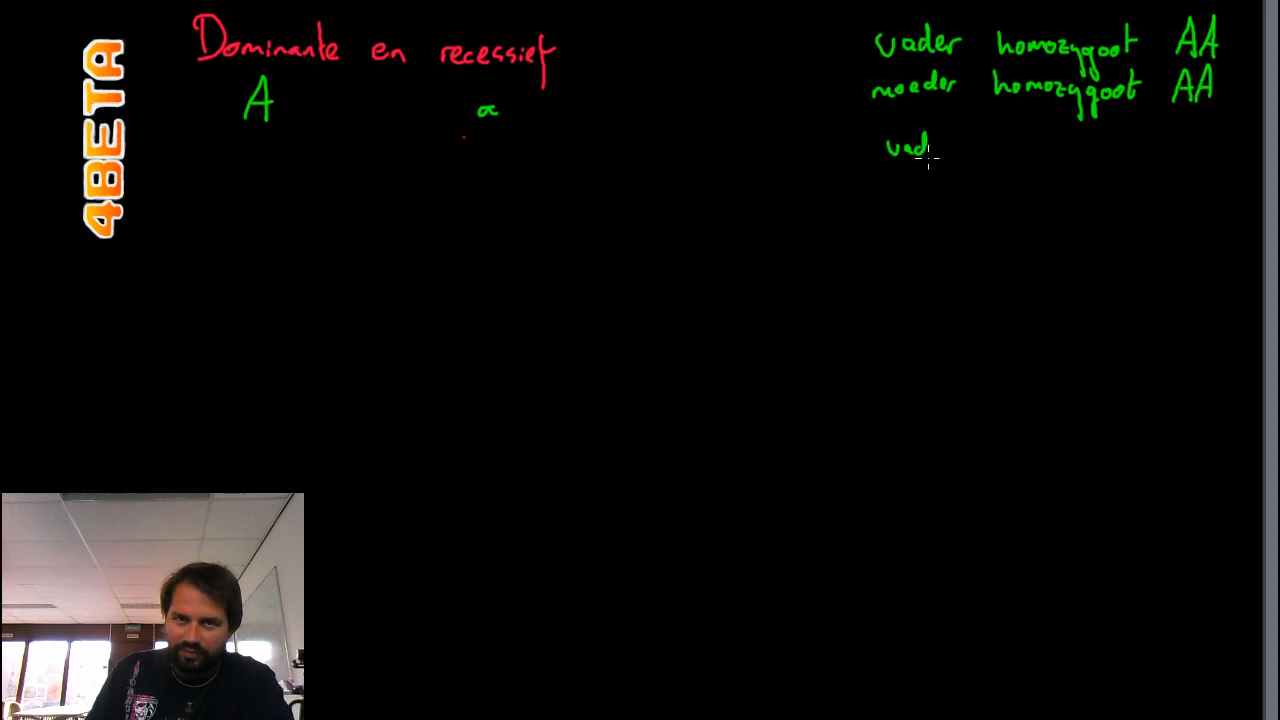 4BETA
Dominante en recessief
A a
vader homozygoot AA
moeder homozygoot AA
vad